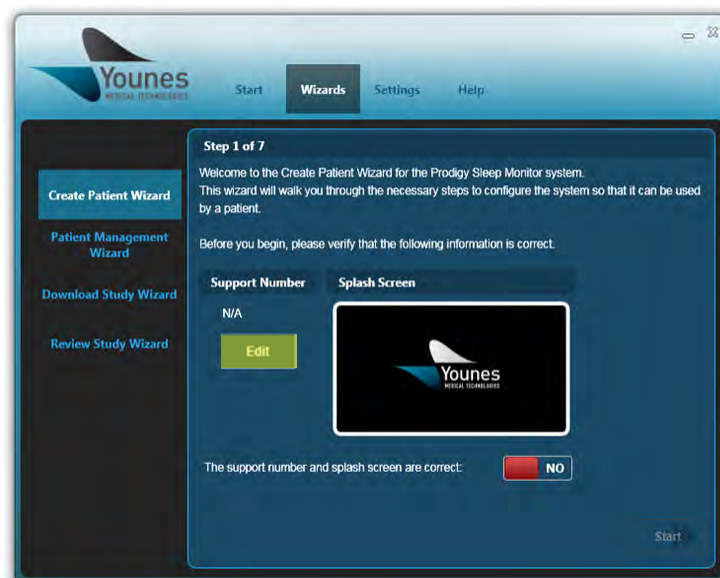 Younes
MEDICAL TECHNOLOGIES
Start
Wizards
Settings
Help
Create Patient Wizard
Patient Management
Wizard
Download Study Wizard
Review Study Wizard
Step 1 of 7
Welcome to the Create Patient Wizard for the Prodigy Sleep Monitor system.
This wizard will walk you through the necessary steps to configure the system so that it can be used
by a patient.
Before you begin, please verify that the following information is correct.
Support Number
Splash Screen
N/A
Edit
Younes
MEDICAL TECHNOLOGIES
The support number and splash screen are correct:
NO
Start